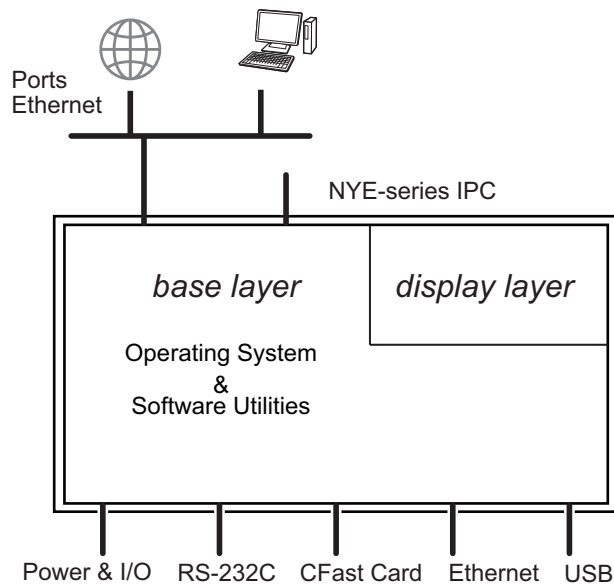 Ports
Ethernet
NYE-series IPC
base layer
display layer
Operating System
&
Software Utilities
Power & I/O RS-232C CFast Card Ethernet USB